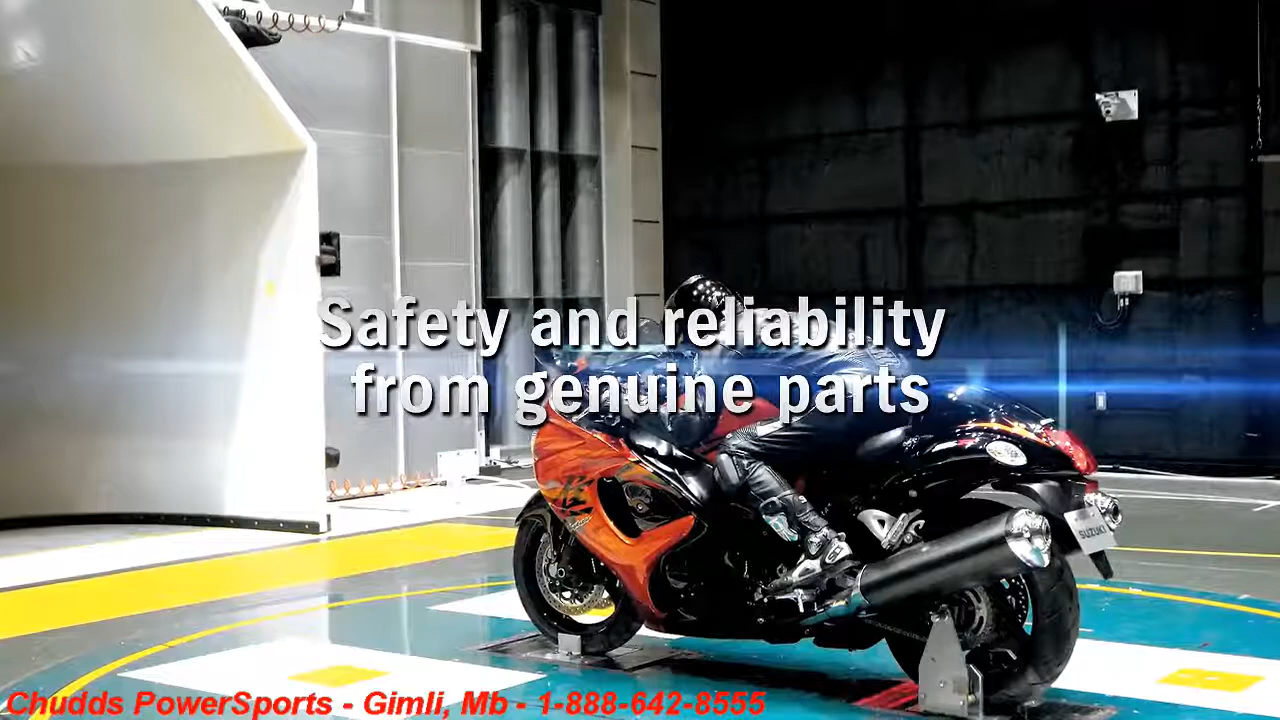 Safety and reliability
from genuine parts
SUZUKI
Chudds PowerSports - Gimli, Mb - 1-888-642-8555